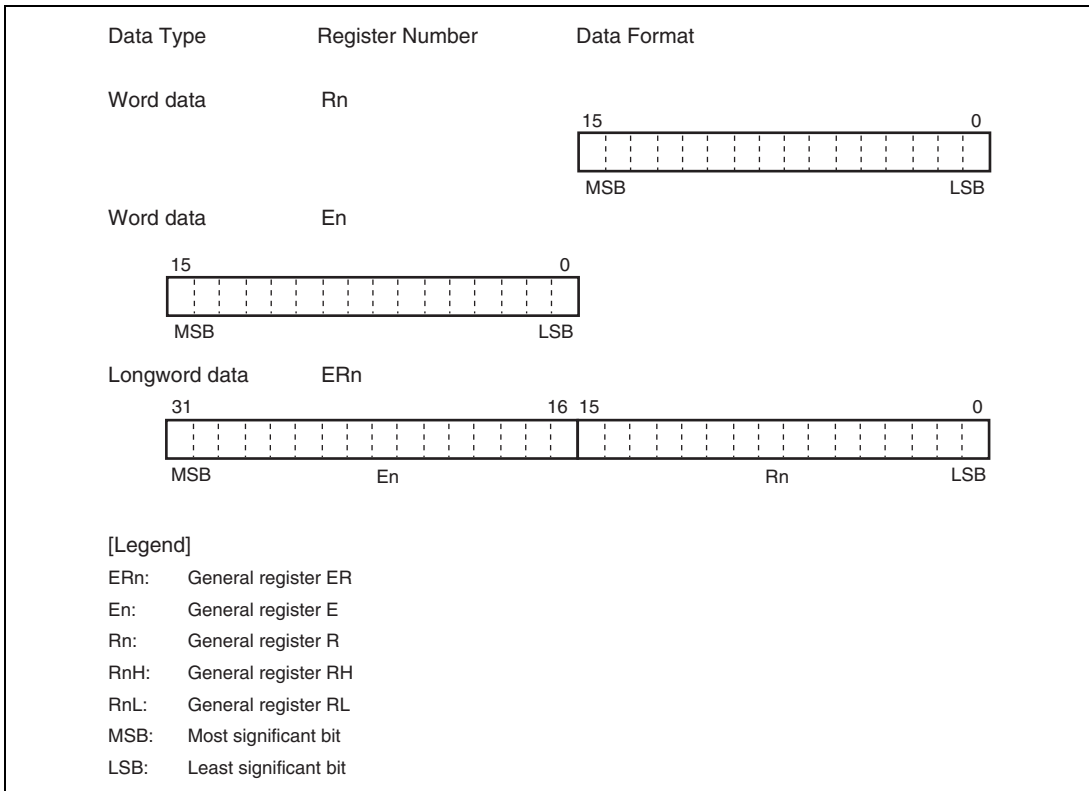 Data Type Register Number Data Format
Word data Rn
15 0
MSB LSB
Word data En
15 0
MSB LSB
Longword data ERn
31 16 15 0
MSB En Rn LSB
[Legend]
ERn: General register ER
En: General register E
Rn: General register R
RnH: General register RH
RnL: General register RL
MSB: Most significant bit
LSB: Least significant bit